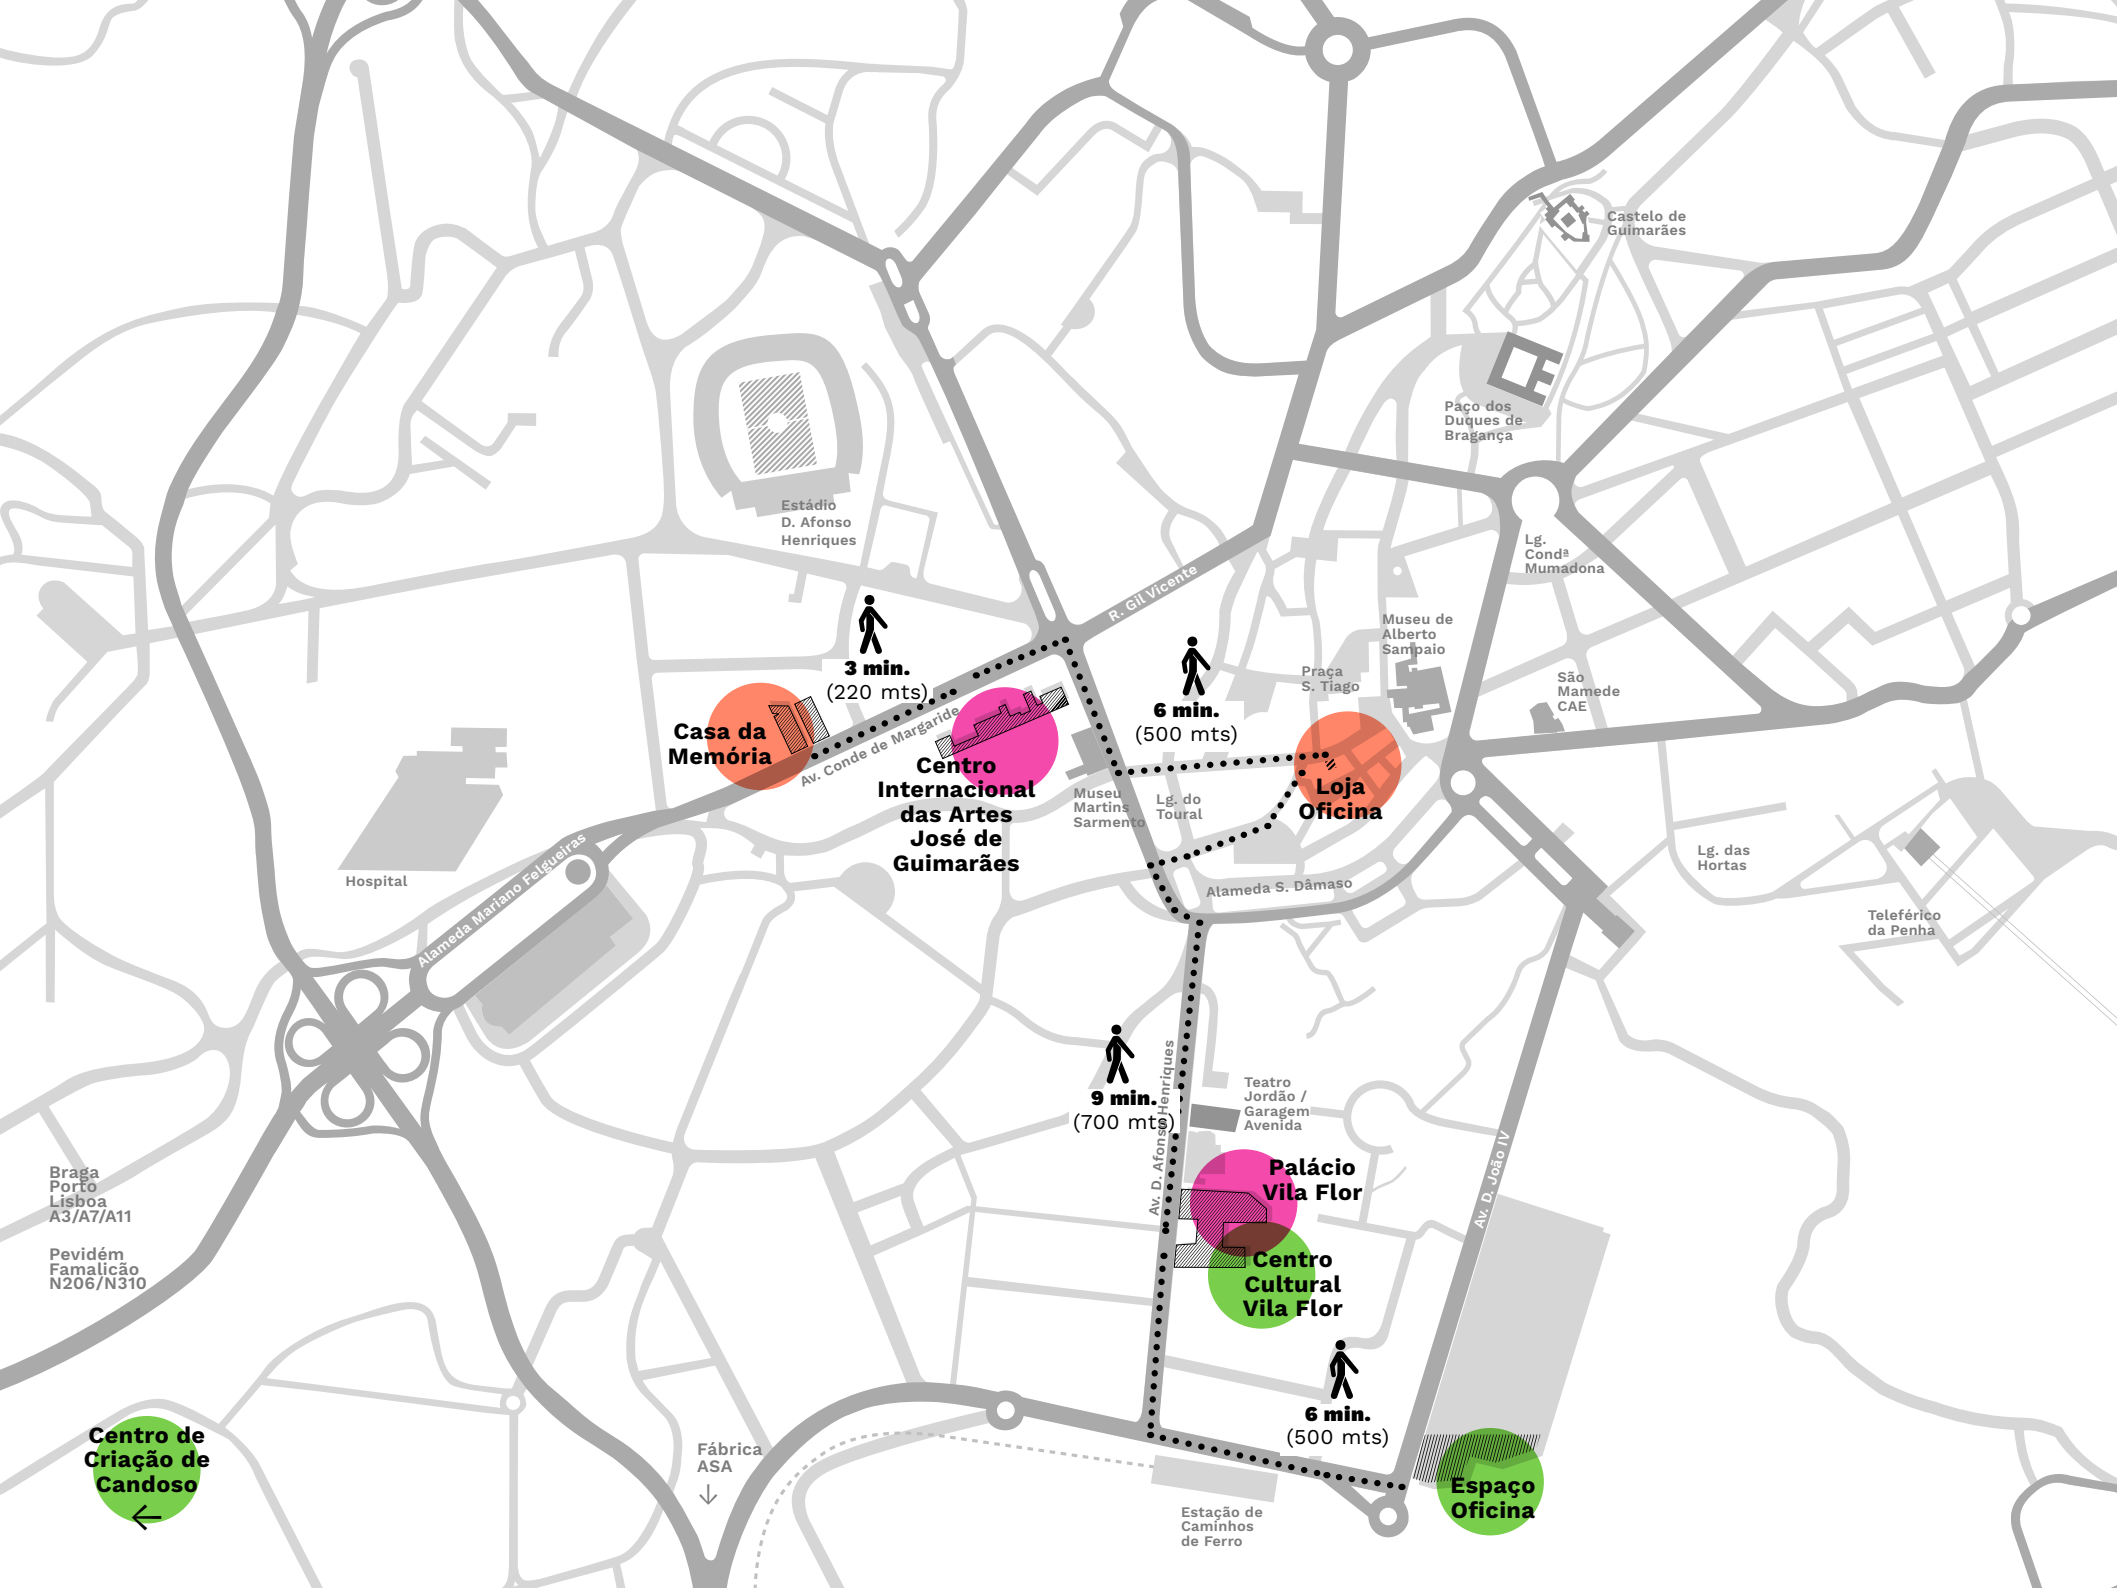 Castelo de
Guimarães
Paço dos
Duques de
Bragança
Estádio
D. Afonso
Henriques
Lg.
Condª
Mumadona
R. Gil Vicente
Museu de
Alberto
Sampaio
Praça
S. Tiago
São
Mamede
CAE
3 min.
(220 mts)
6 min.
(500 mts)
Casa da
Memória
Av. Conde de Margaride
Centro
Internacional
das Artes
José de
Guimarães
Museu
Martins
Sarmento
Lg. do
Toural
Loja
Oficina
Hospital
Alameda Mariano Felgueiras
Alameda S. Dâmaso
Lg. das
Hortas
Teleférico
da Penha
9 min.
(700 mts)
Av. D. Afonso Henriques
Teatro
Jordão /
Garagem
Avenida
Av. D. João IV
Palácio
Vila Flor
Centro
Cultural
Vila Flor
Braga
Porto
Lisboa
A3/A7/A11
Pevidém
Famalicão
N206/N310
6 min.
(500 mts)
Centro de
Criação de
Candoso
Fábrica
ASA
Estação de
Caminhos
de Ferro
Espaço
Oficina